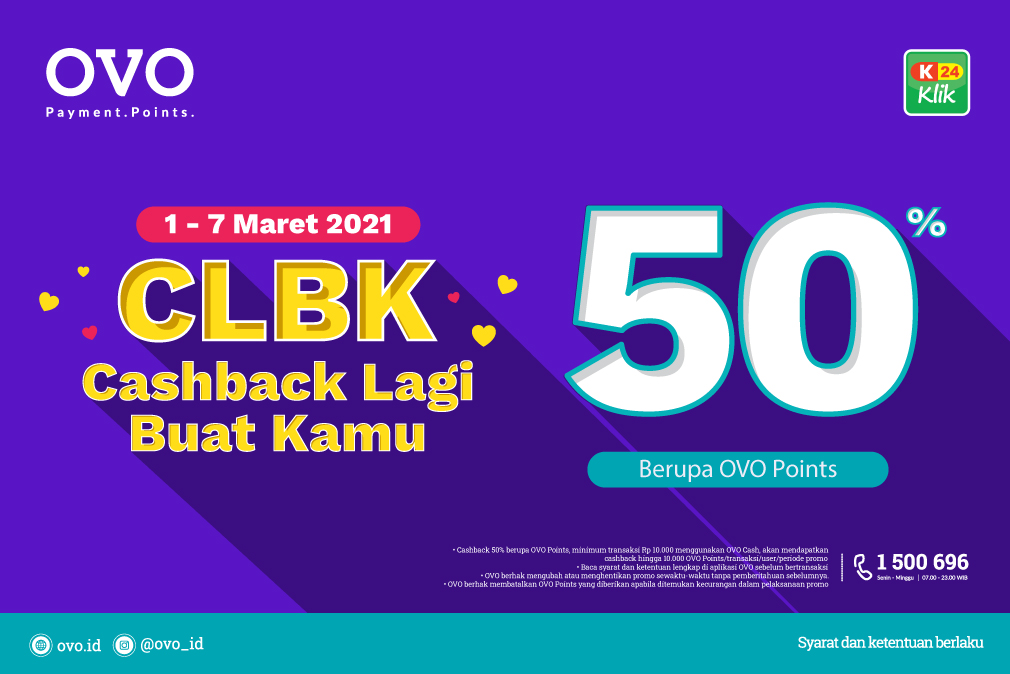 OVO
Payment.Points.
K 24
Klik
1 - 7 Maret 2021
CLBK
Cashback Lagi
Buat Kamu
50%
Berupa OVO Points
• Cashback 50% berupa OVO Points, minimum transaksi Rp 10.000 menggunakan OVO Cash, akan mendapatkan
cashback hingga 10.000 OVO Points/transaksi/user/periode promo
• Baca syarat dan ketentuan lengkap di aplikasi OVO sebelum bertransaksi
• OVO berhak mengubah atau menghentikan promo sewaktu-waktu tanpa pemberitahuan sebelumnya.
• OVO berhak membatalkan OVO Points yang diberikan apabila ditemukan kecurangan dalam pelaksanaan promo
1 500 696
Senin - Minggu | 07.00 - 23.00 WIB
ovo.id
@ovo_id
Syarat dan ketentuan berlaku